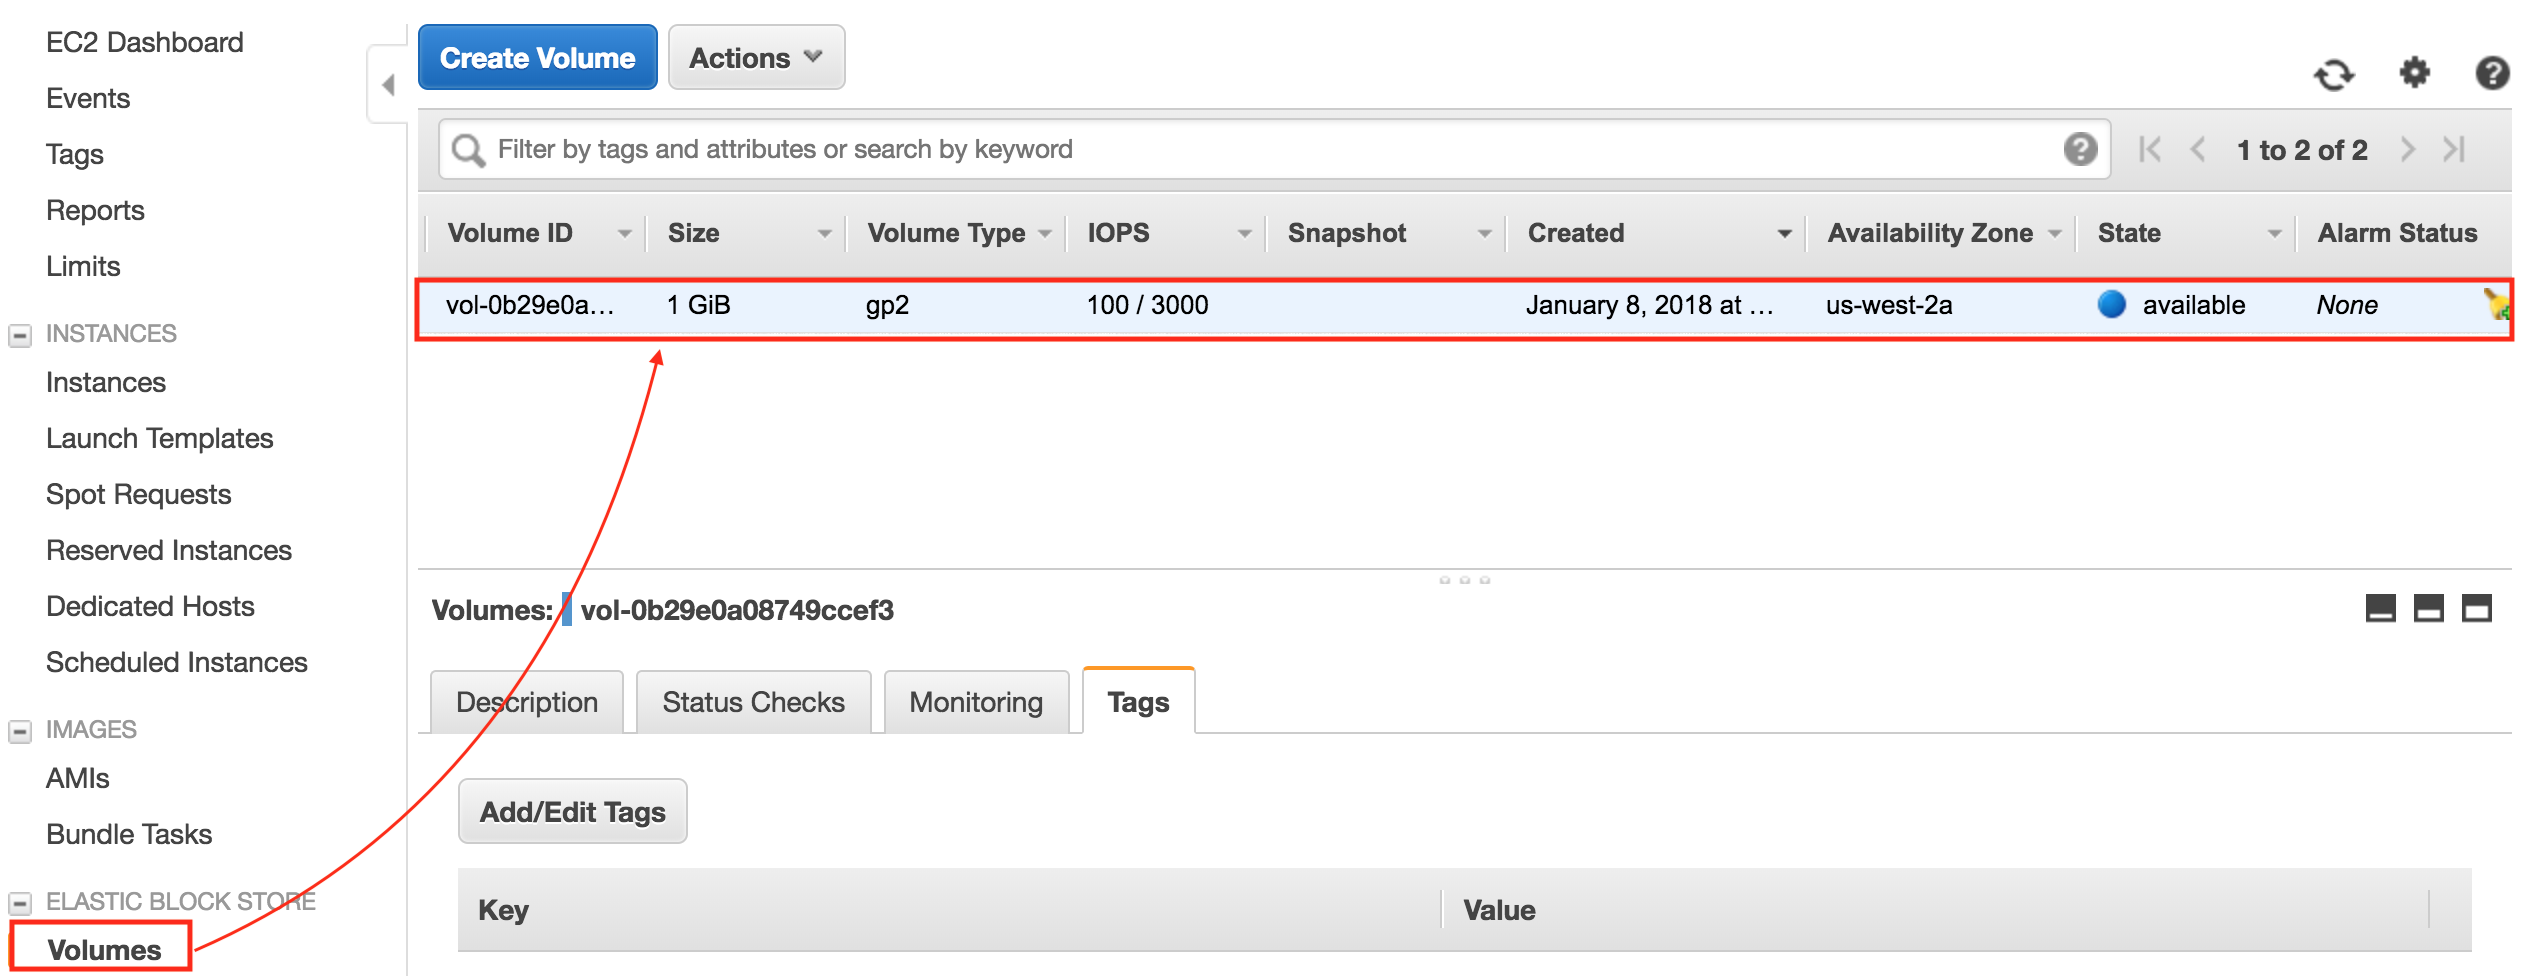 EC2 Dashboard
Events
Tags
Reports
Limits
INSTANCES
Instances
Launch Templates
Spot Requests
Reserved Instances
Dedicated Hosts
Scheduled Instances
IMAGES
AMIs
Bundle Tasks
ELASTIC BLOCK STORE
Volumes
Create Volume Actions
Filter by tags and attributes or search by keyword 1 to 2 of 2
Volume ID Size Volume Type IOPS Snapshot Created Availability Zone State Alarm Status
vol-0b29e0a... 1 GiB gp2 100 / 3000 January 8, 2018 at ... us-west-2a available None
Volumes: vol-0b29e0a08749ccef3
Description Status Checks Monitoring Tags
Add/Edit Tags
Key Value